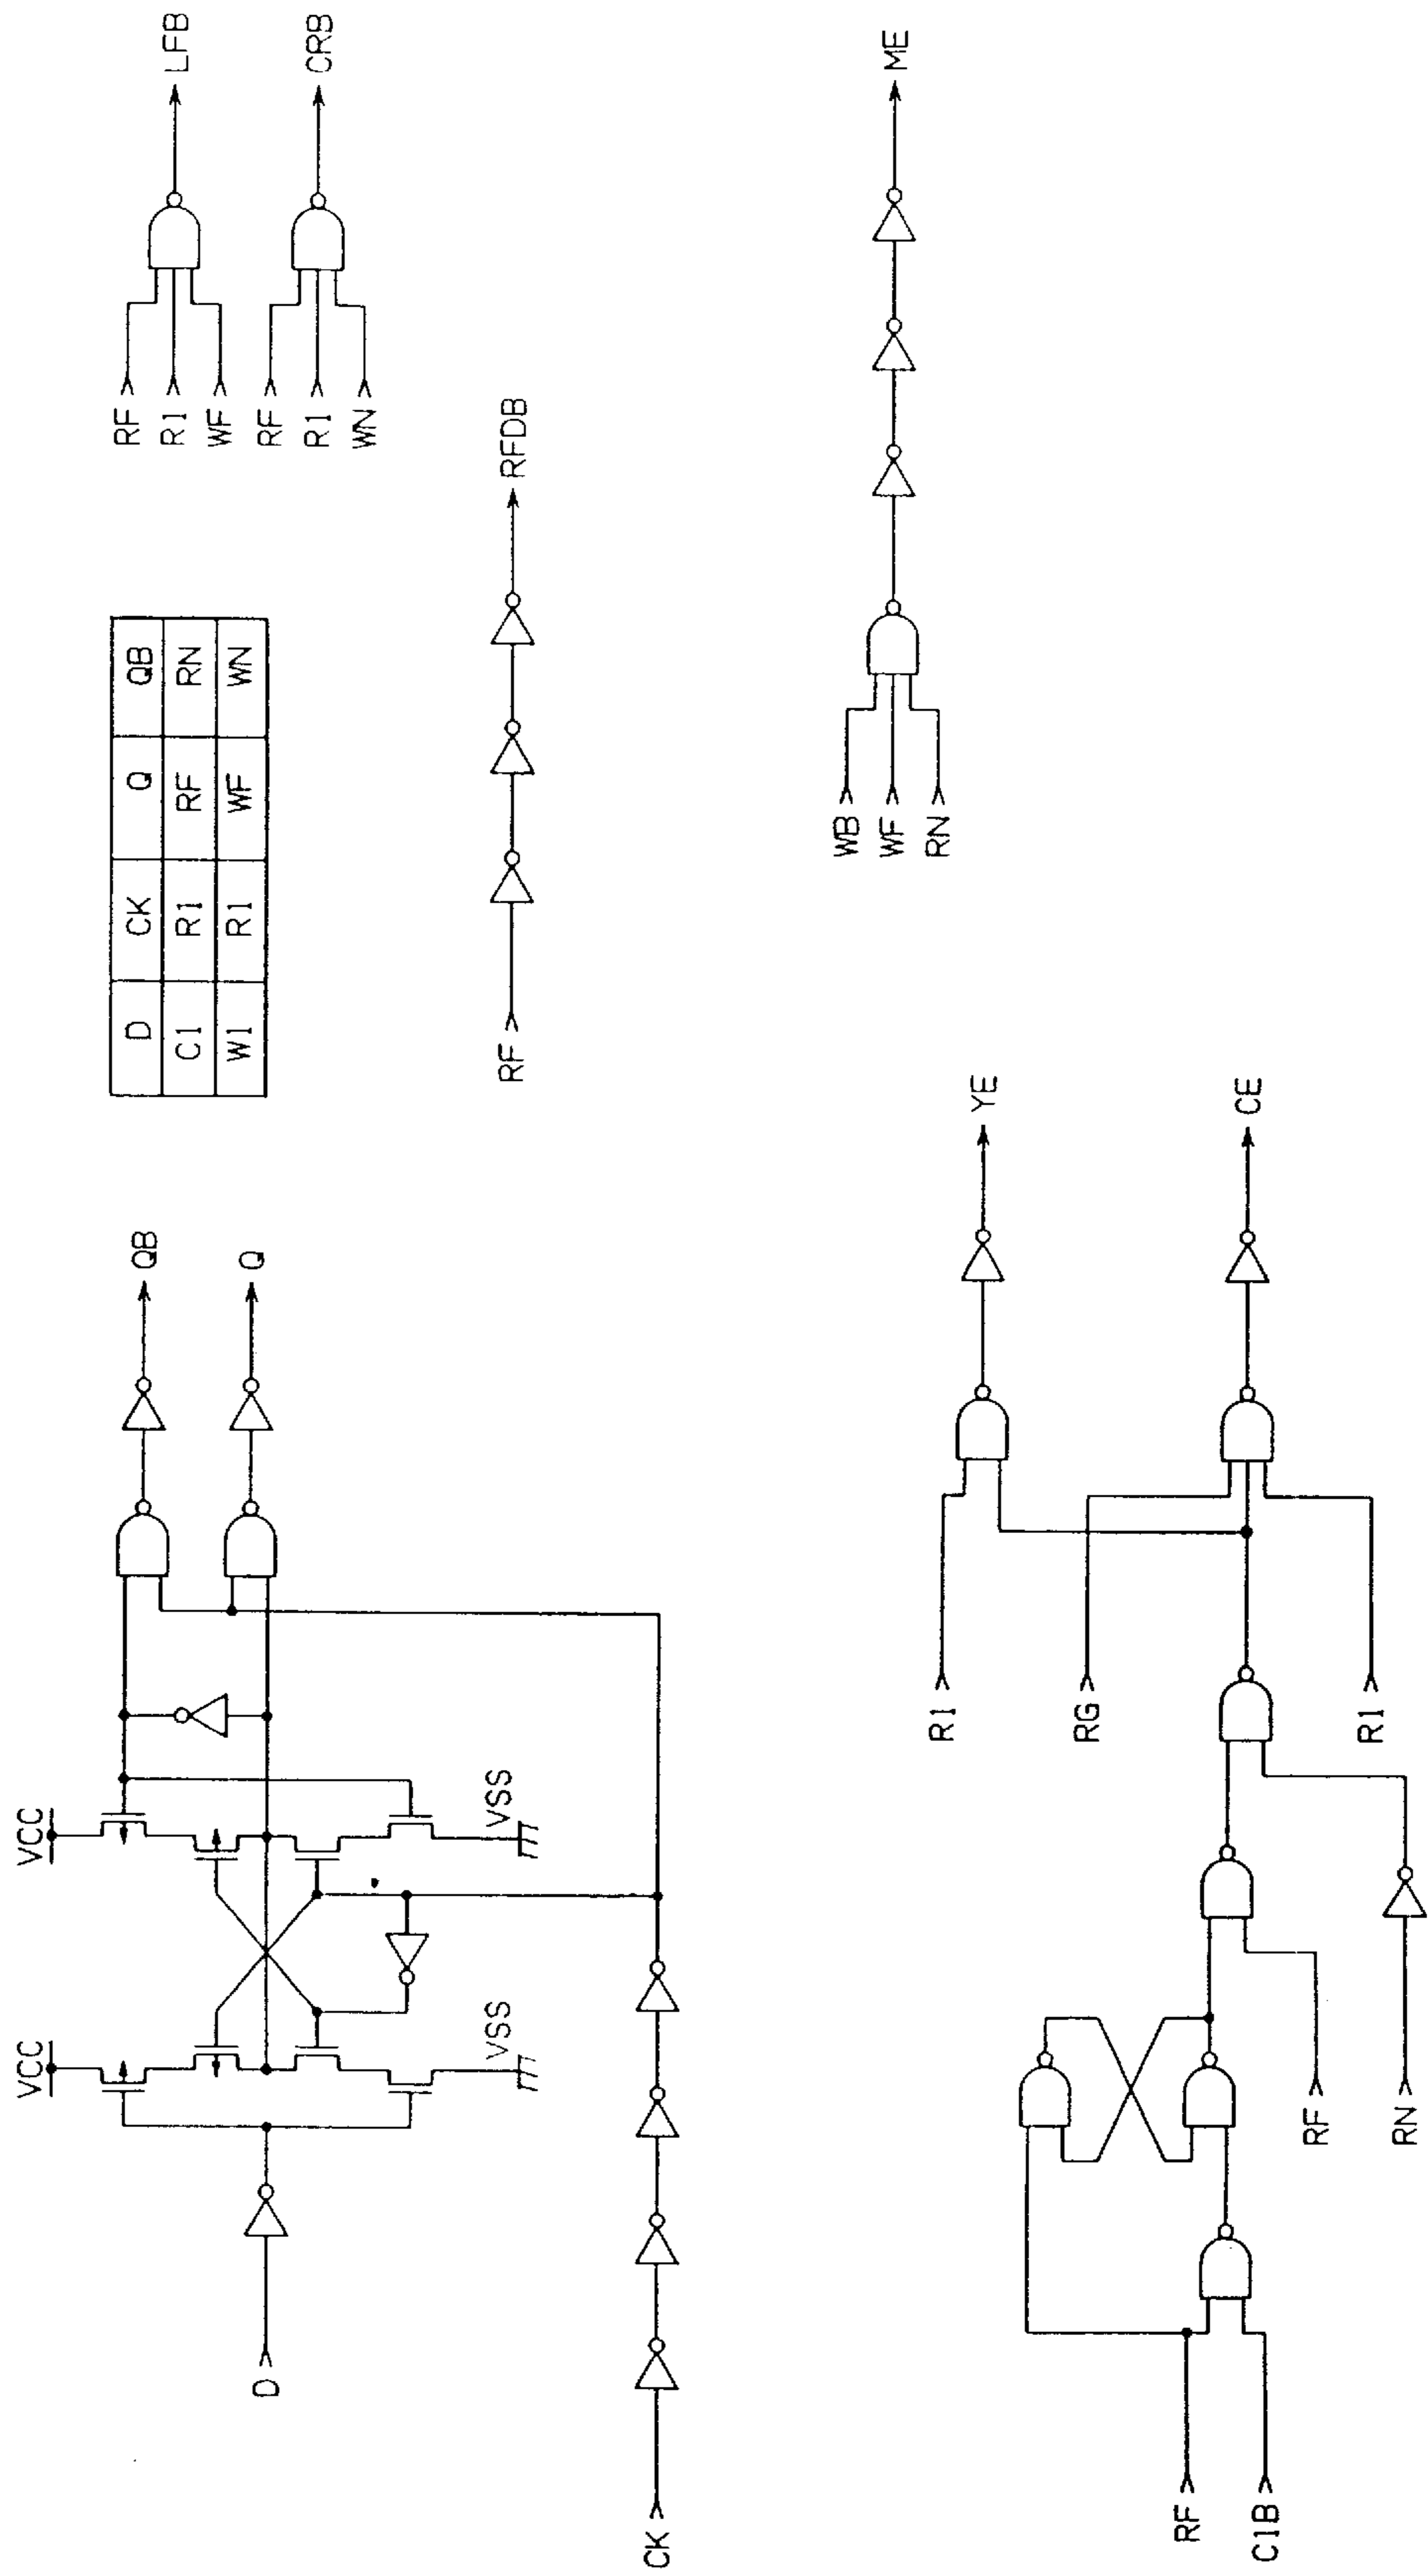 D
CK
QB
Q
VCC
VCC
VSS
VSS
D CK Q QB
C1 R1 RF RN
W1 R1 WF WN
RF
R1
WF
LFB
RF
R1
WN
CRB
RF
RFDB
RF
C1B
RF
RN
R1
RG
R1
YE
CE
WB
WF
RN
ME